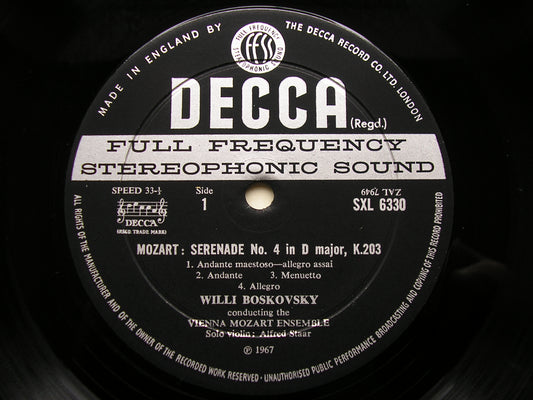 MADE IN ENGLAND BY THE DECCA RECORD CO. LTD. LONDON
FULL FREQUENCY
ffss
STEREOPHONIC SOUND
DECCA
(Regd.)
FULL FREQUENCY
STEREOPHONIC SOUND
SPEED 33-⅓
Side
1
ZAL 7949
SXL 6330
DECCA
(REGD TRADE MARK)
MOZART: SERENADE No. 4 in D major, K.203
1. Andante maestoso—allegro assai
2. Andante 3. Menuetto
4. Allegro
WILLI BOSKOVSKY
conducting the
VIENNA MOZART ENSEMBLE
Solo violin: Alfred Staar
℗ 1967
ALL RIGHTS OF THE MANUFACTURER AND OF THE OWNER OF THE RECORDED WORK RESERVED · UNAUTHORISED PUBLIC PERFORMANCE BROADCASTING AND COPYING OF THIS RECORD PROHIBITED